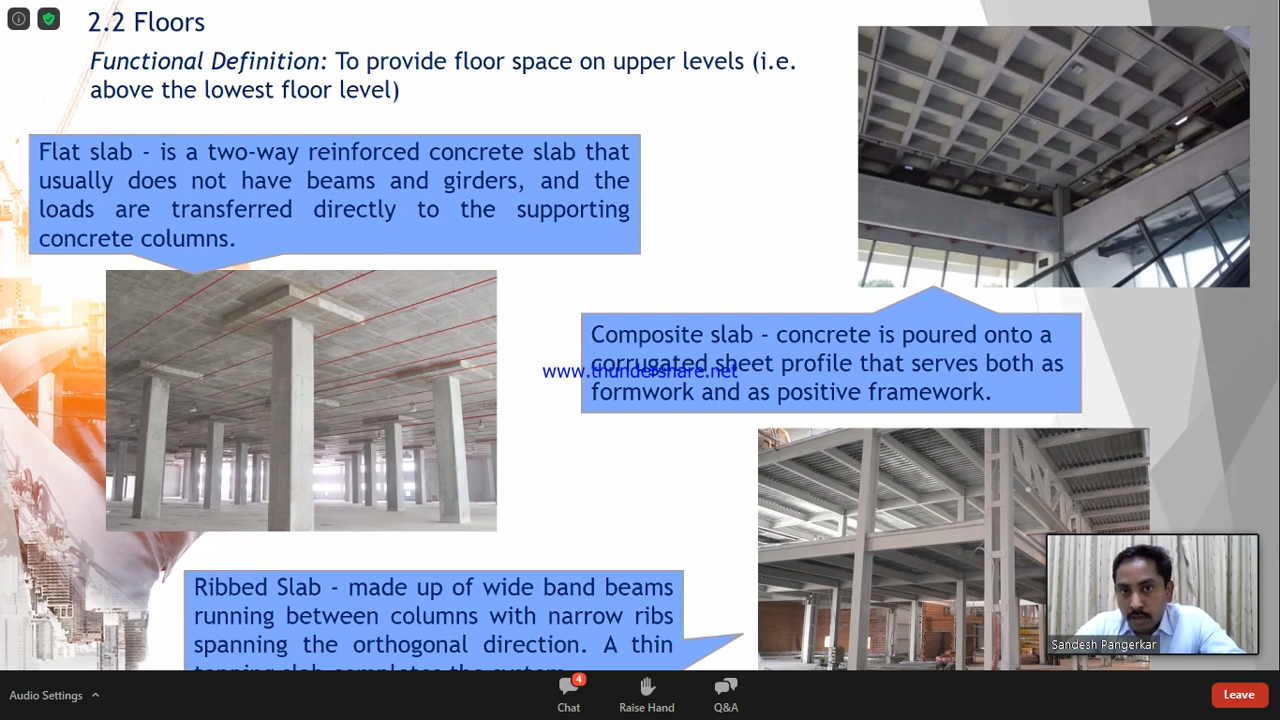 2.2 Floors
Functional Definition: To provide floor space on upper levels (i.e.
above the lowest floor level)
Flat slab - is a two-way reinforced concrete slab that
usually does not have beams and girders, and the
loads are transferred directly to the supporting
concrete columns.
Composite slab - concrete is poured onto a
corrugated sheet profile that serves both as
formwork and as positive framework.
www.thundershare.net
Ribbed Slab - made up of wide band beams
running between columns with narrow ribs
spanning the orthogonal direction. A thin
Sandesh Pangerkar
Audio Settings
4
Chat
Raise Hand
Q&A
Leave